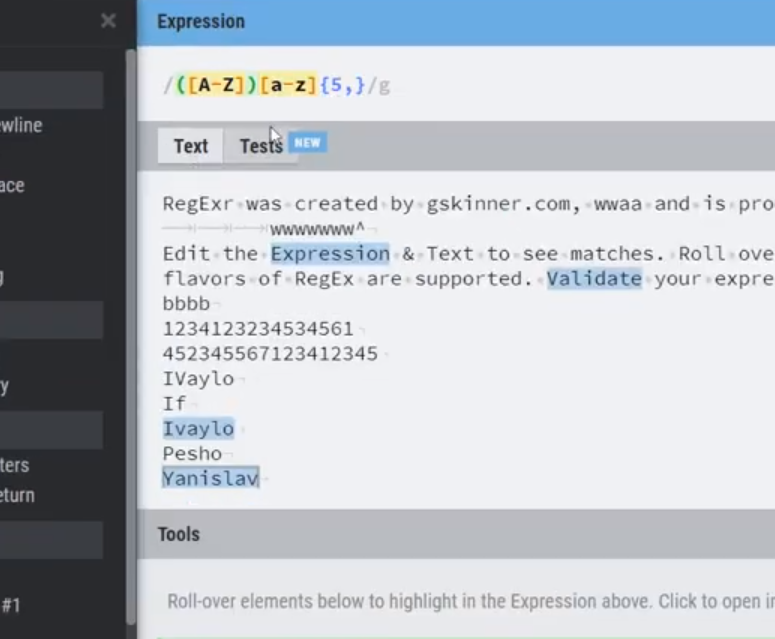 Expression
/([A-Z])[a-z]{5,}/g
ewline
Text Tests NEW
ace
RegExr was created by gskinner.com, wwaa and is pro
wwwwwww^
Edit the Expression & Text to see matches. Roll ove
flavors of RegEx are supported. Validate your expre
bbbb
1234123234534561
452345567123412345
IVaylo
If
Ivaylo
Pesho
ters
Yanislav
eturn
Tools
#1
Roll-over elements below to highlight in the Expression above. Click to open i